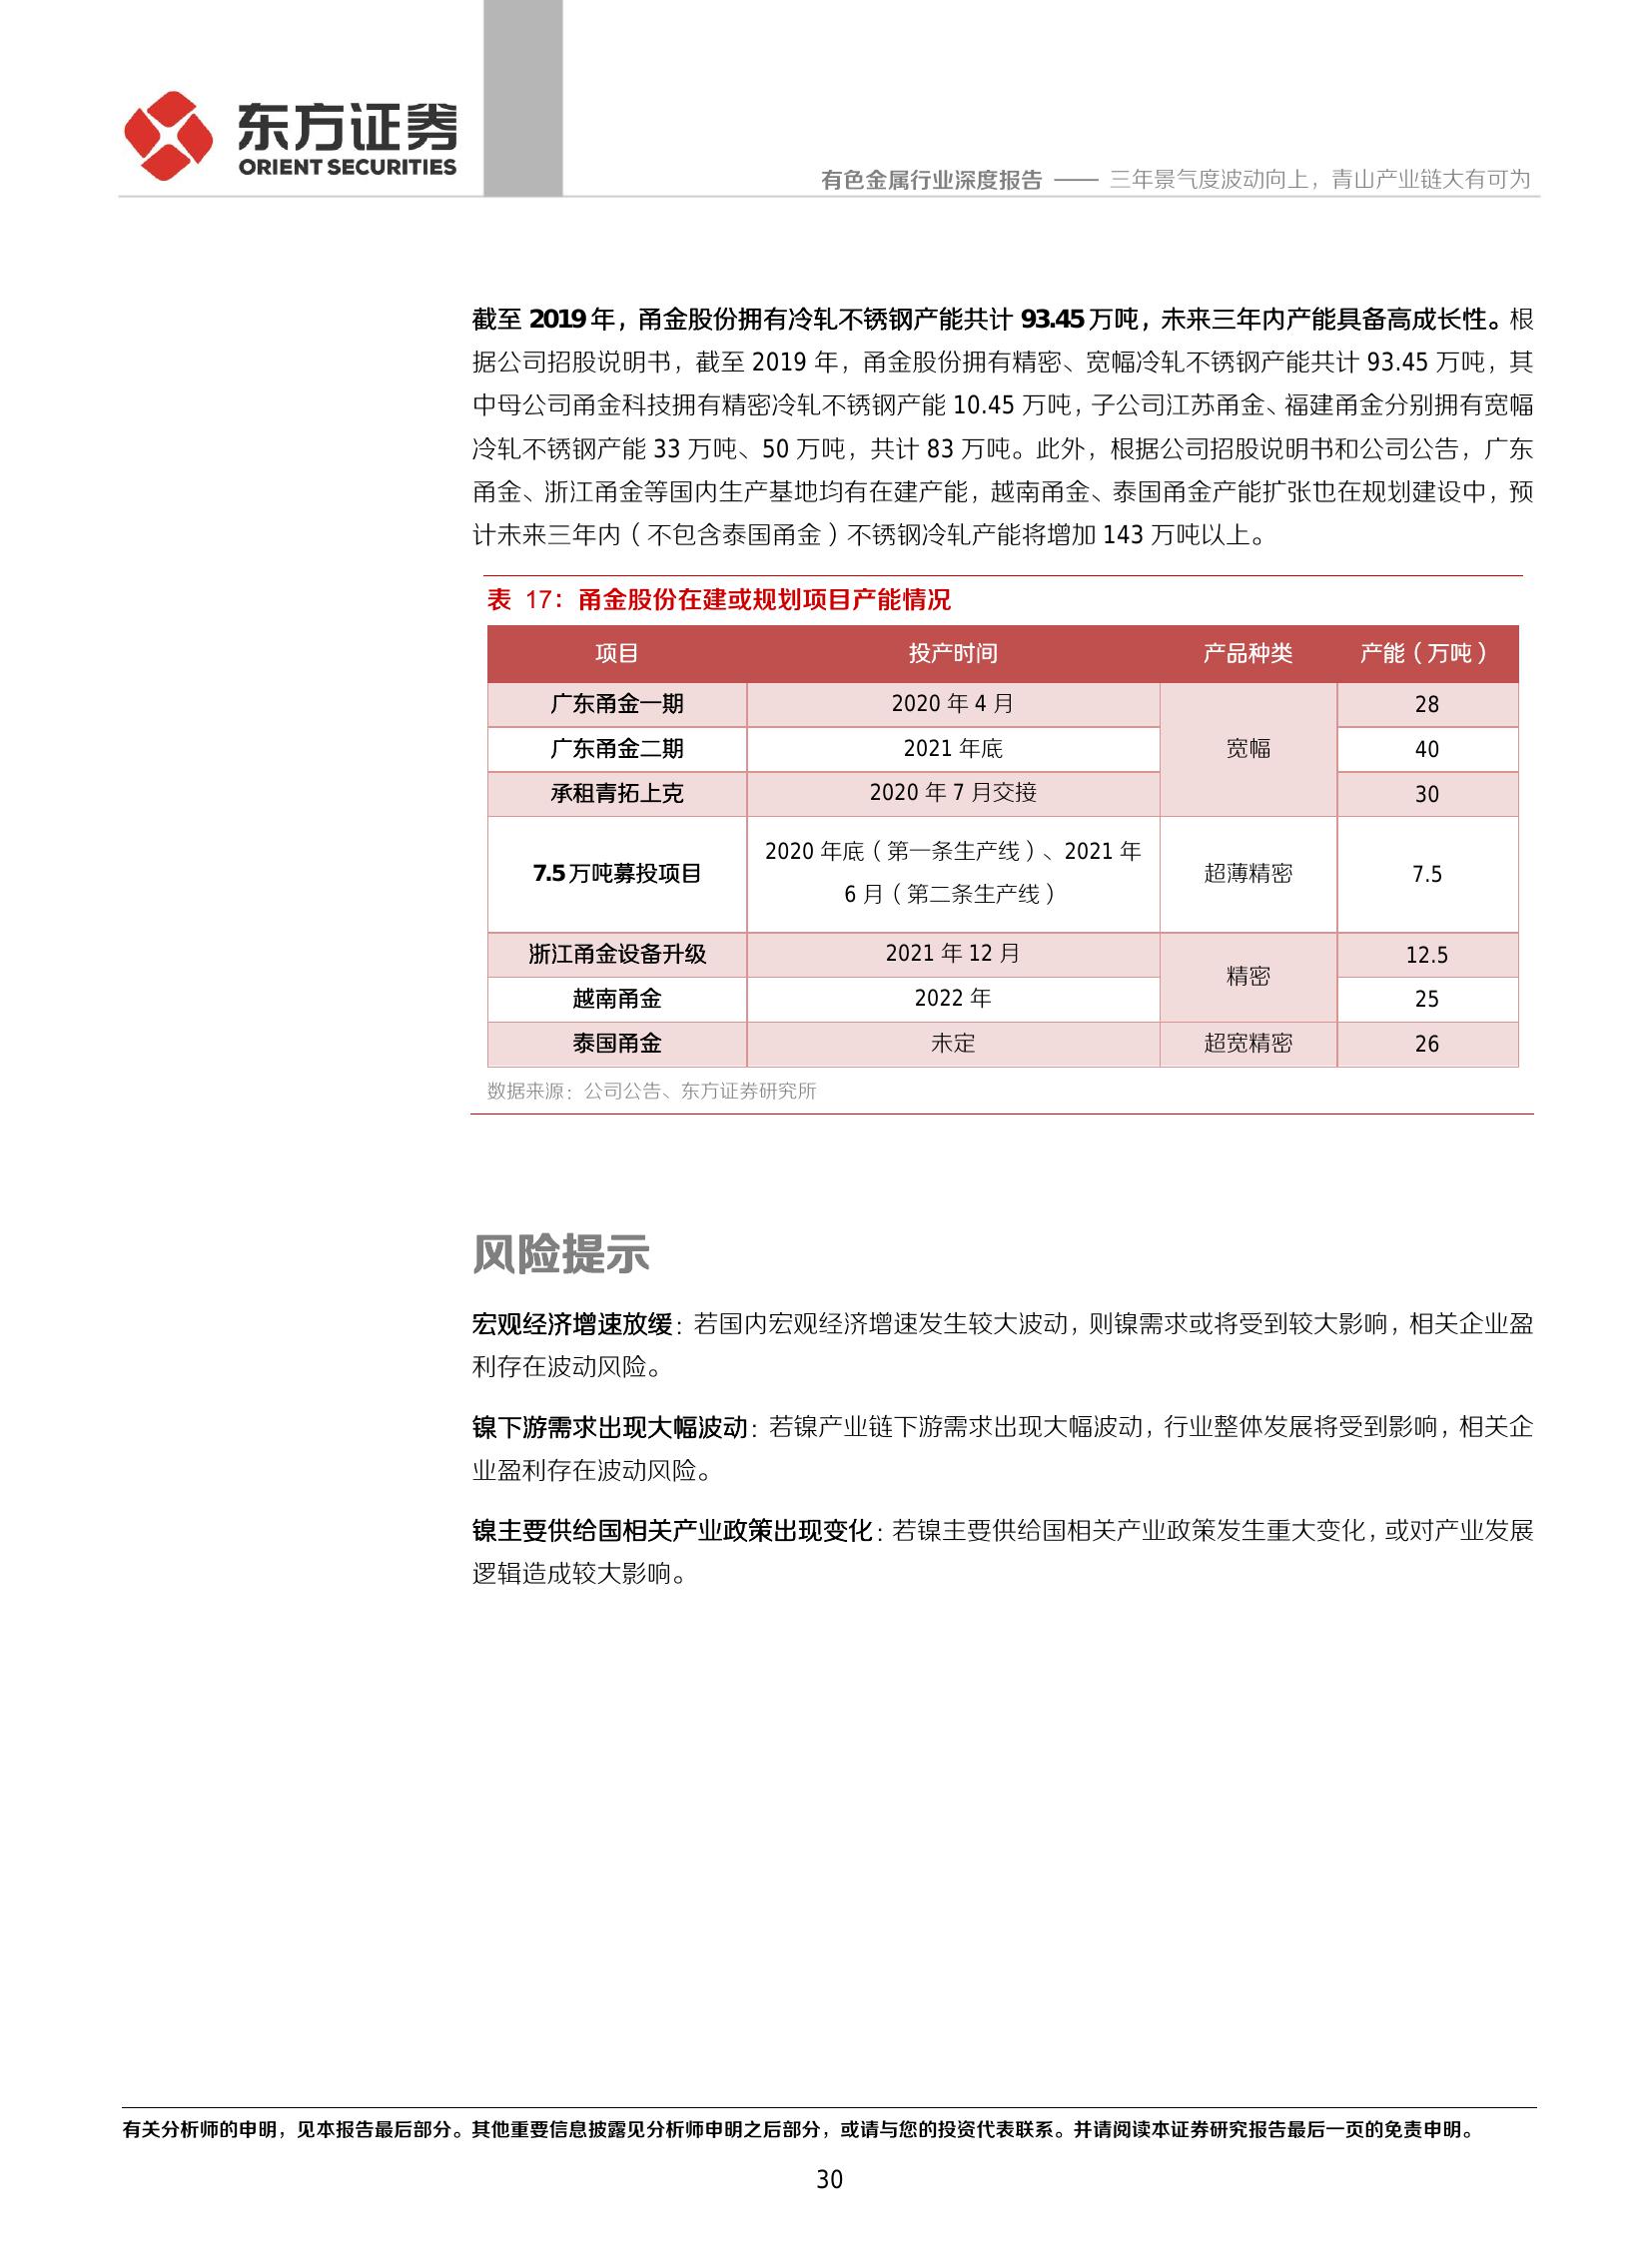 东方证券
ORIENT SECURITIES
有色金属行业深度报告 —— 三年景气度波动向上，青山产业链大有可为
截至 2019 年，甬金股份拥有冷轧不锈钢产能共计 93.45 万吨，未来三年内产能具备高成长性。根
据公司招股说明书，截至 2019 年，甬金股份拥有精密、宽幅冷轧不锈钢产能共计 93.45 万吨，其
中母公司甬金科技拥有精密冷轧不锈钢产能 10.45 万吨，子公司江苏甬金、福建甬金分别拥有宽幅
冷轧不锈钢产能 33 万吨、50 万吨，共计 83 万吨。此外，根据公司招股说明书和公司公告，广东
甬金、浙江甬金等国内生产基地均有在建产能，越南甬金、泰国甬金产能扩张也在规划建设中，预
计未来三年内（不包含泰国甬金）不锈钢冷轧产能将增加 143 万吨以上。
表 17：甬金股份在建或规划项目产能情况
项目 投产时间 产品种类 产能（万吨）
广东甬金一期 2020 年 4 月 28
广东甬金二期 2021 年底 宽幅 40
承租青拓上克 2020 年 7 月交接 30
2020 年底（第一条生产线）、2021 年
7.5 万吨募投项目 超薄精密 7.5
6 月（第二条生产线）
浙江甬金设备升级 2021 年 12 月 12.5
精密
越南甬金 2022 年 25
泰国甬金 未定 超宽精密 26
数据来源：公司公告、东方证券研究所
风险提示
宏观经济增速放缓：若国内宏观经济增速发生较大波动，则镍需求或将受到较大影响，相关企业盈
利存在波动风险。
镍下游需求出现大幅波动：若镍产业链下游需求出现大幅波动，行业整体发展将受到影响，相关企
业盈利存在波动风险。
镍主要供给国相关产业政策出现变化：若镍主要供给国相关产业政策发生重大变化，或对产业发展
逻辑造成较大影响。
有关分析师的申明，见本报告最后部分。其他重要信息披露见分析师申明之后部分，或请与您的投资代表联系。并请阅读本证券研究报告最后一页的免责申明。
30